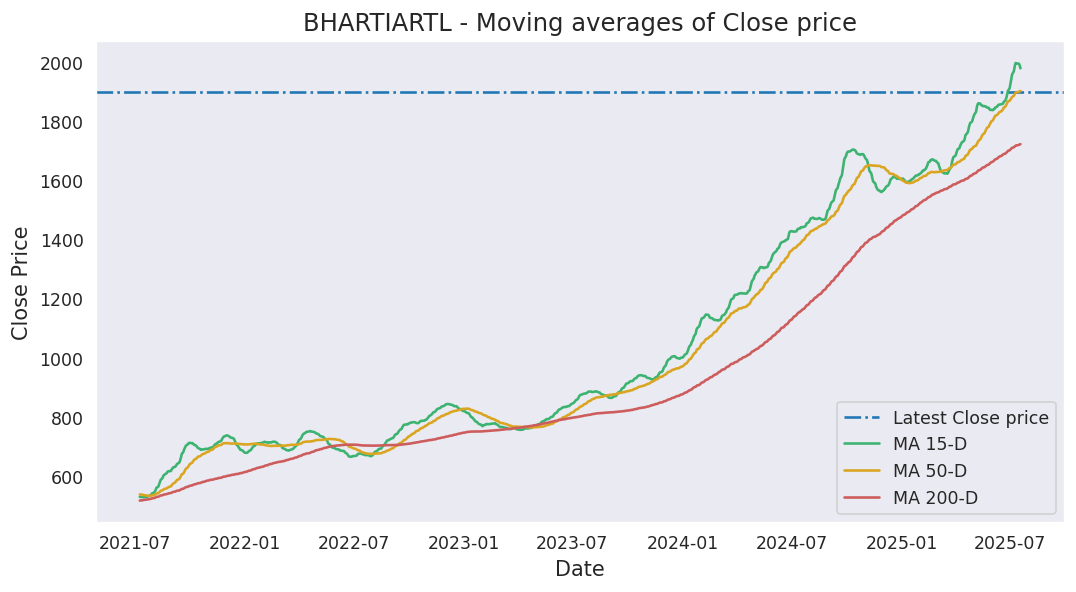 BHARTIARTL - Moving averages of Close price
Close Price
2000
1800
1600
1400
1200
1000
800
600
Latest Close price
MA 15-D
MA 50-D
MA 200-D
2021-07 2022-01 2022-07 2023-01 2023-07 2024-01 2024-07 2025-01 2025-07
Date